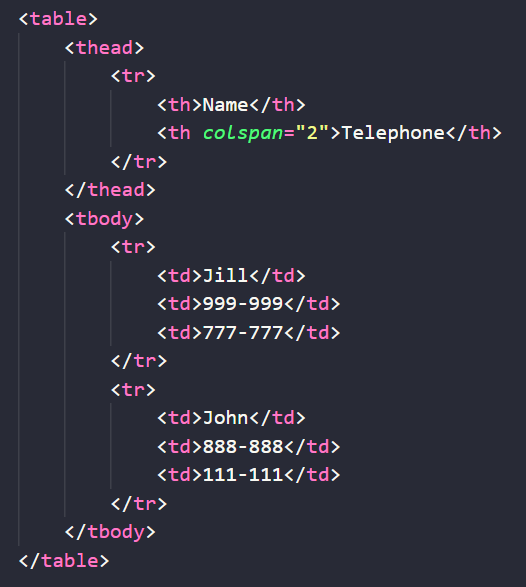 <table>
<thead>
<tr>
<th>Name</th>
<th colspan="2">Telephone</th>
</tr>
</thead>
<tbody>
<tr>
<td>Jill</td>
<td>999-999</td>
<td>777-777</td>
</tr>
<tr>
<td>John</td>
<td>888-888</td>
<td>111-111</td>
</tr>
</tbody>
</table>